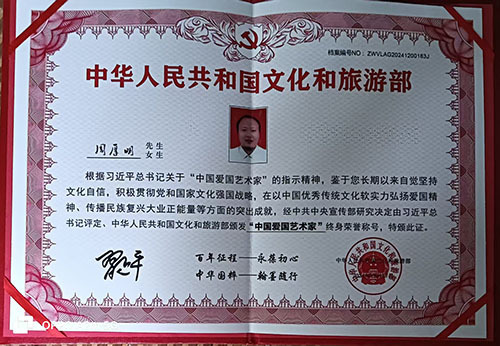 档案编号NO：ZWVLAG20241200183J
中华人民共和国文化和旅游部
周厚明 先生
女生
根据习近平总书记关于“中国爱国艺术家”的指示精神，鉴于您长期以来自觉坚持
文化自信，积极贯彻党和国家文化强国战略，在以中国优秀传统文化软实力弘扬爱国精
神、传播民族复兴大业正能量等方面的突出成就，经中共中央宣传部研究决定由习近平总
书记评定、中华人民共和国文化和旅游部颁发“中国爱国艺术家”终身荣誉称号，特颁此证。
百年征程——永葆初心
中华国粹——翰墨随行